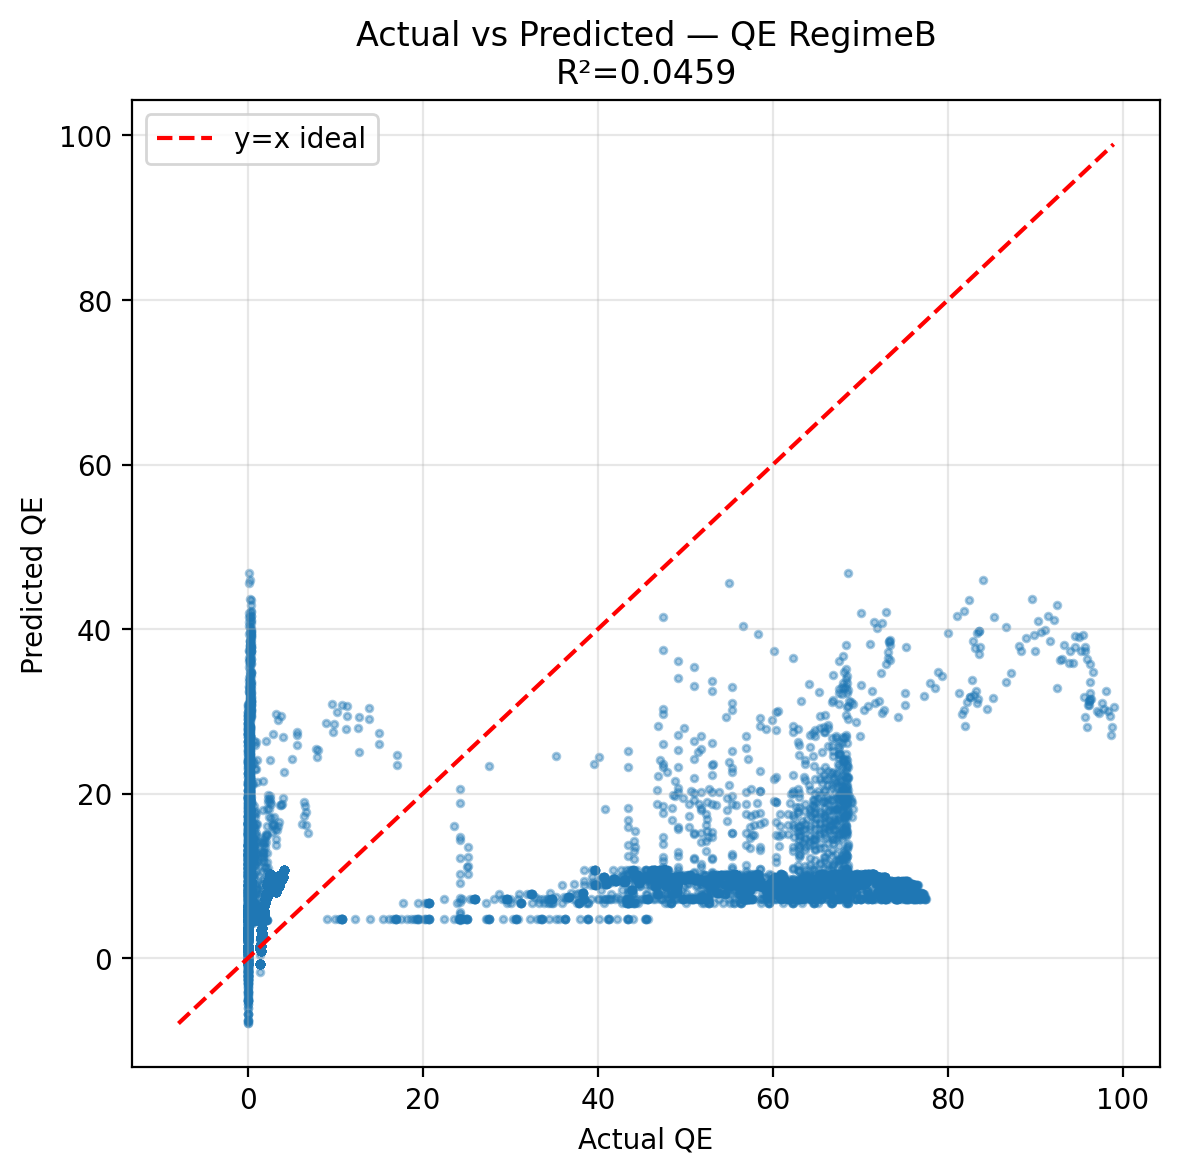 Actual vs Predicted — QE RegimeB
R²=0.0459
y=x ideal
100
80
60
40
20
0
Predicted QE
0 20 40 60 80 100
Actual QE